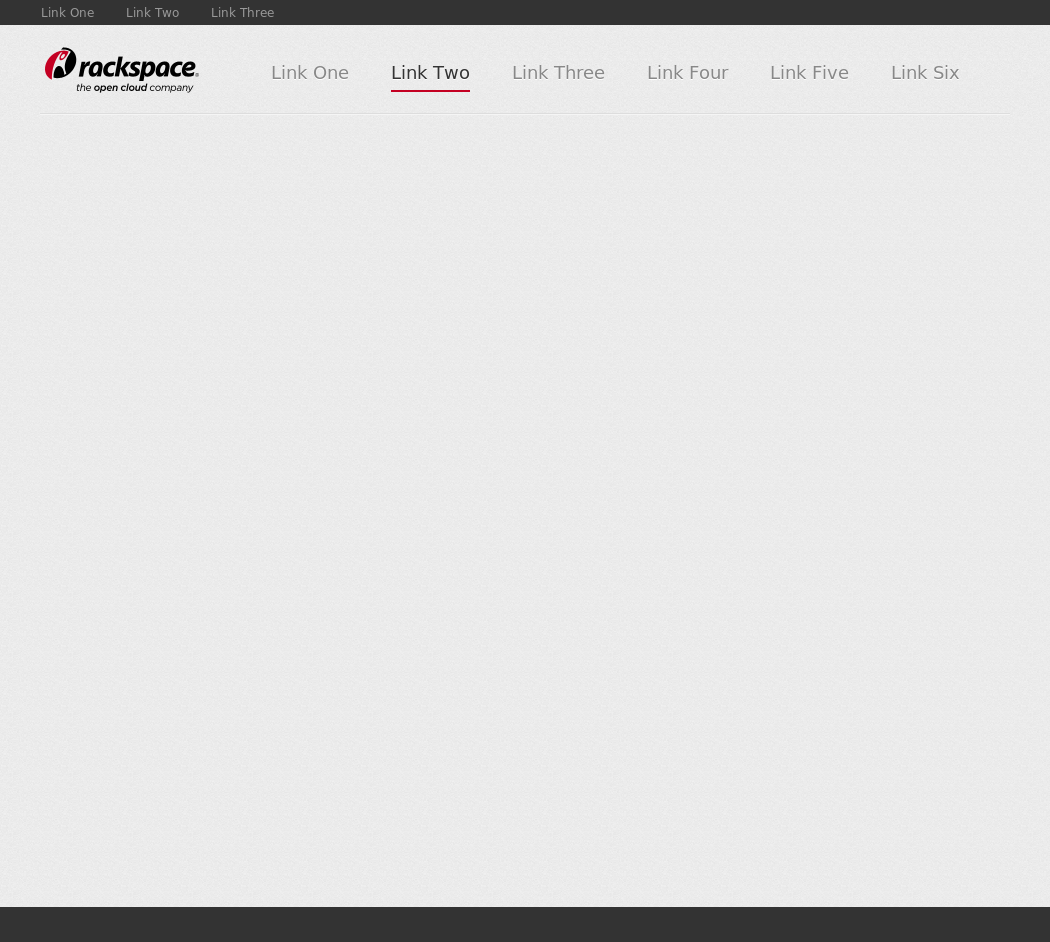 Link One Link Two Link Three
rackspace®
the open cloud company
Link One Link Two Link Three Link Four Link Five Link Six